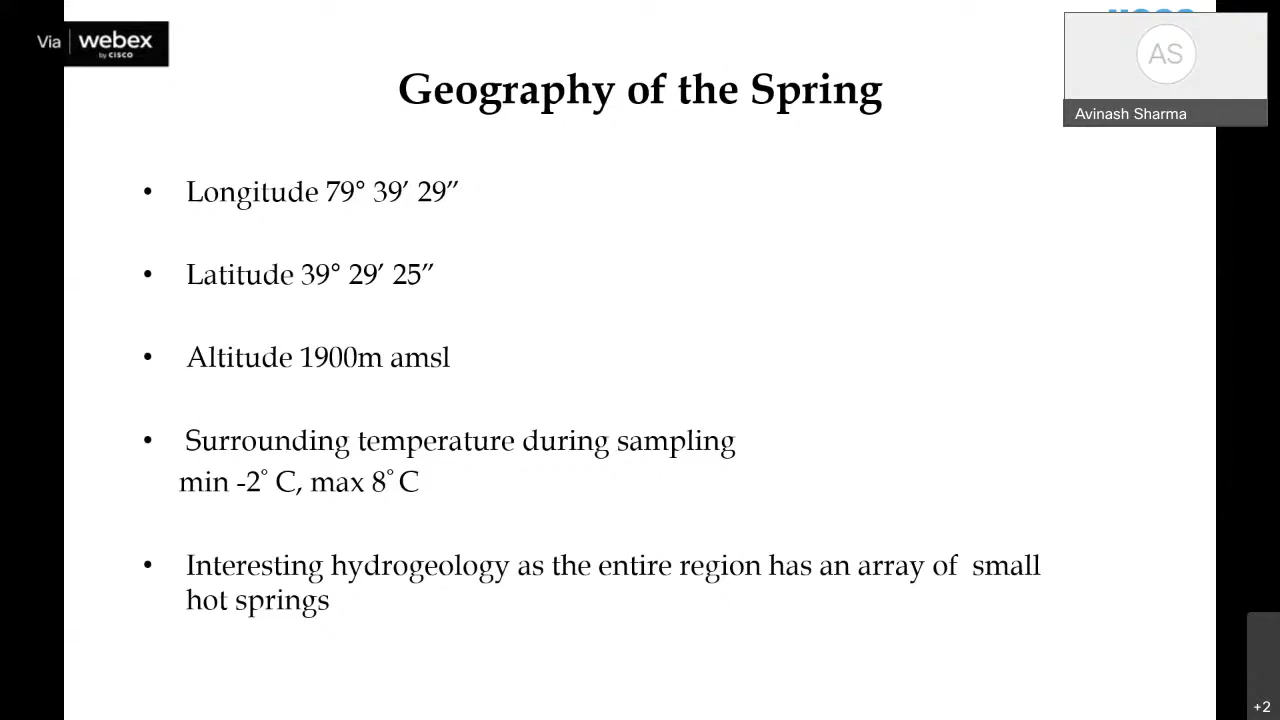 Via webex
by CISCO
AS
Avinash Sharma
Geography of the Spring
• Longitude 79° 39’ 29”
• Latitude 39° 29’ 25”
• Altitude 1900m amsl
• Surrounding temperature during sampling
min -2° C, max 8° C
• Interesting hydrogeology as the entire region has an array of small
hot springs
+2